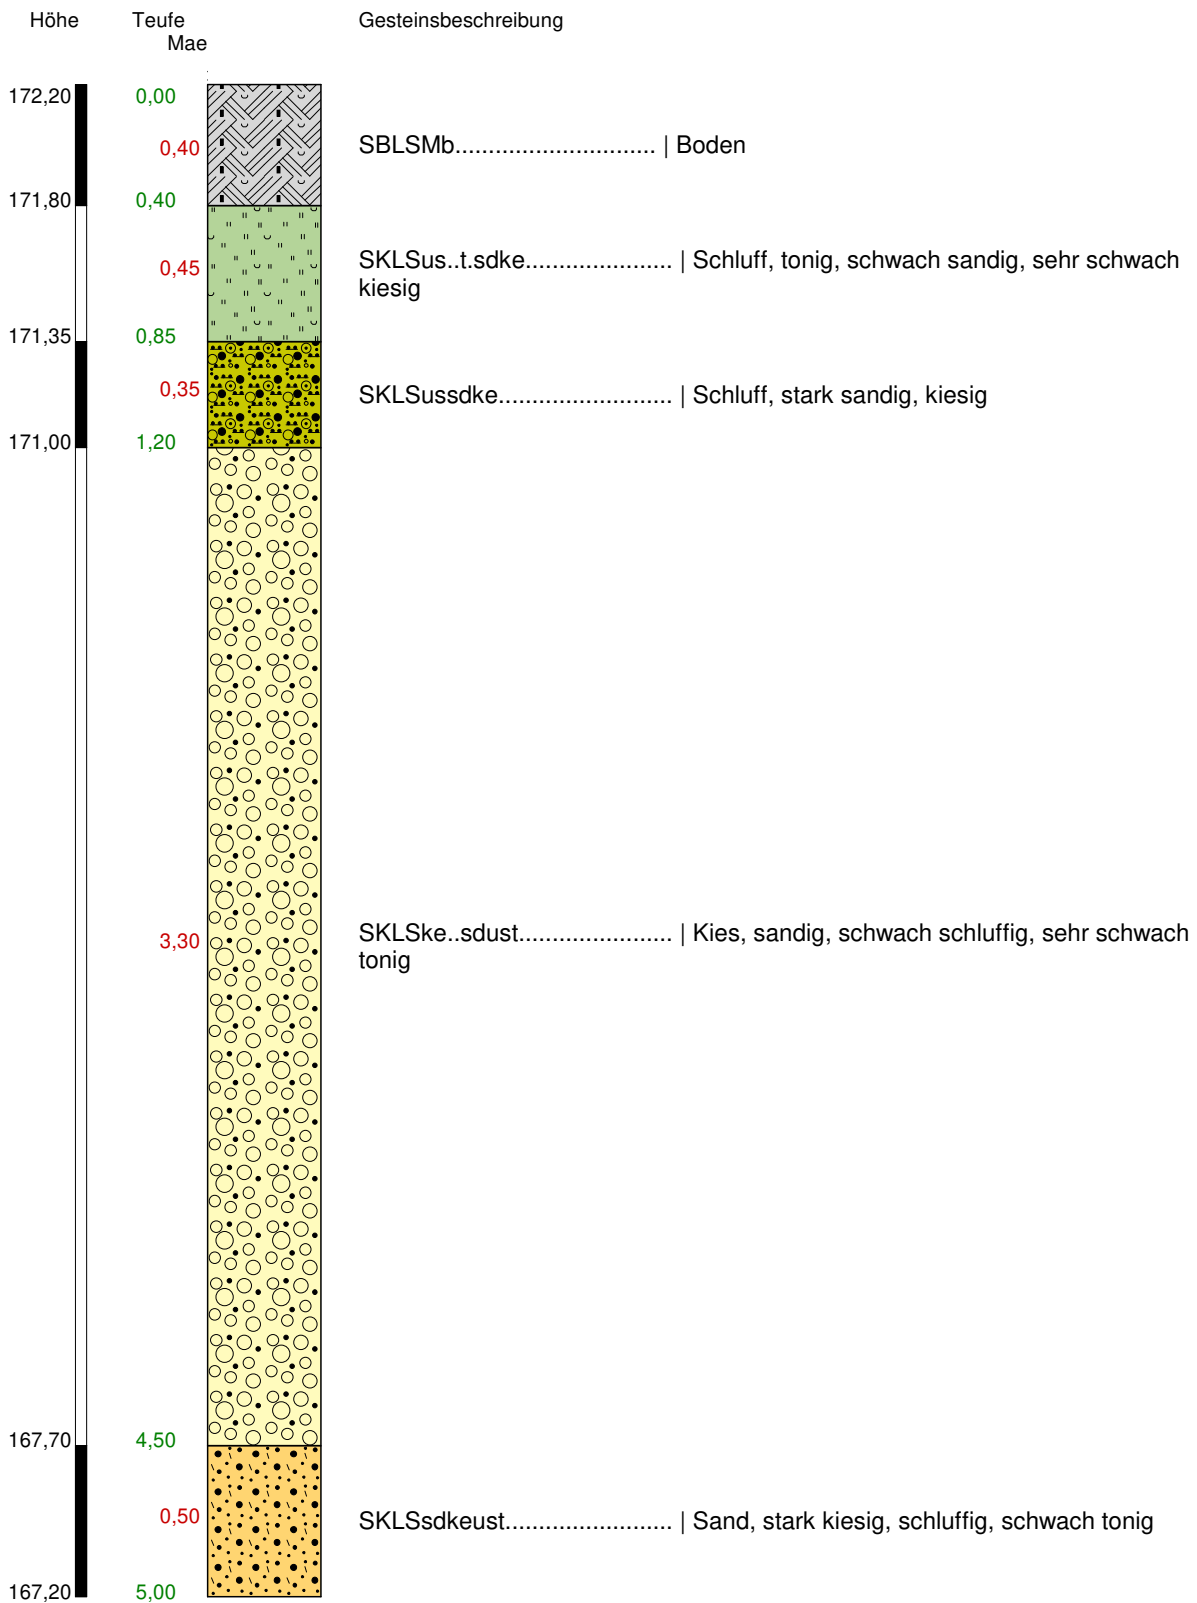 Höhe Teufe Gesteinsbeschreibung
Mae
172,20 0,00
0,40 SBLSMb.............................. | Boden
171,80 0,40
0,45 SKLSus..t.sdke...................... | Schluff, tonig, schwach sandig, sehr schwach
kiesig
171,35 0,85
0,35 SKLSussdke.......................... | Schluff, stark sandig, kiesig
171,00 1,20
3,30 SKLSke..sdust....................... | Kies, sandig, schwach schluffig, sehr schwach
tonig
167,70 4,50
0,50 SKLSsdkeust......................... | Sand, stark kiesig, schluffig, schwach tonig
167,20 5,00